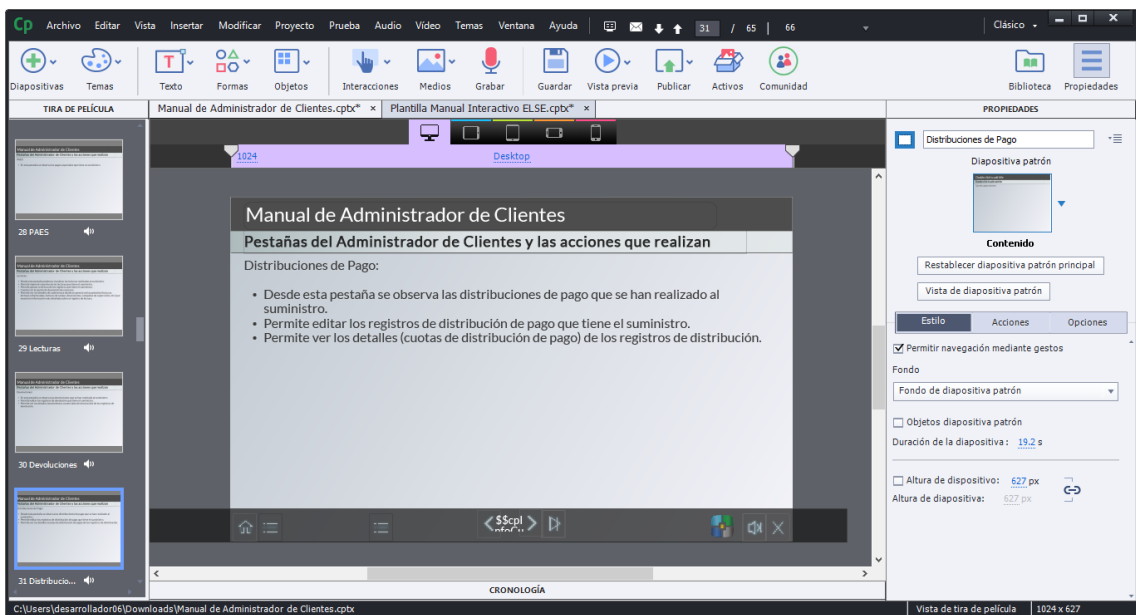 Cp Archivo Editar Vista Insertar Modificar Proyecto Prueba Audio Vídeo Temas Ventana Ayuda 31 / 65 | 66 Clásico
Diapositivas Temas Texto Formas Objetos Interacciones Medios Grabar Guardar Vista previa Publicar Activos Comunidad Biblioteca Propiedades
TIRA DE PELÍCULA
Manual de Administrador de Clientes.cptx* × Plantilla Manual Interactivo ELSE.cptx* ×
PROPIEDADES
1024 Desktop
28 PAES
29 Lecturas
30 Devoluciones
31 Distribucio...
Manual de Administrador de Clientes
Pestañas del Administrador de Clientes y las acciones que realizan
Distribuciones de Pago:
• Desde esta pestaña se observa las distribuciones de pago que se han realizado al
suministro.
• Permite editar los registros de distribución de pago que tiene el suministro.
• Permite ver los detalles (cuotas de distribución de pago) de los registros de distribución.
$$cpI
CRONOLOGÍA
Distribuciones de Pago
Diapositiva patrón
Contenido
Restablecer diapositiva patrón principal
Vista de diapositiva patrón
Estilo Acciones Opciones
Permitir navegación mediante gestos
Fondo
Fondo de diapositiva patrón
Objetos diapositiva patrón
Duración de la diapositiva: 19.2 s
Altura de dispositivo: 627 px
Altura de diapositiva: 627 px
C:\Users\desarrollador06\Downloads\Manual de Administrador de Clientes.cptx
Vista de tira de película 1024 x 627